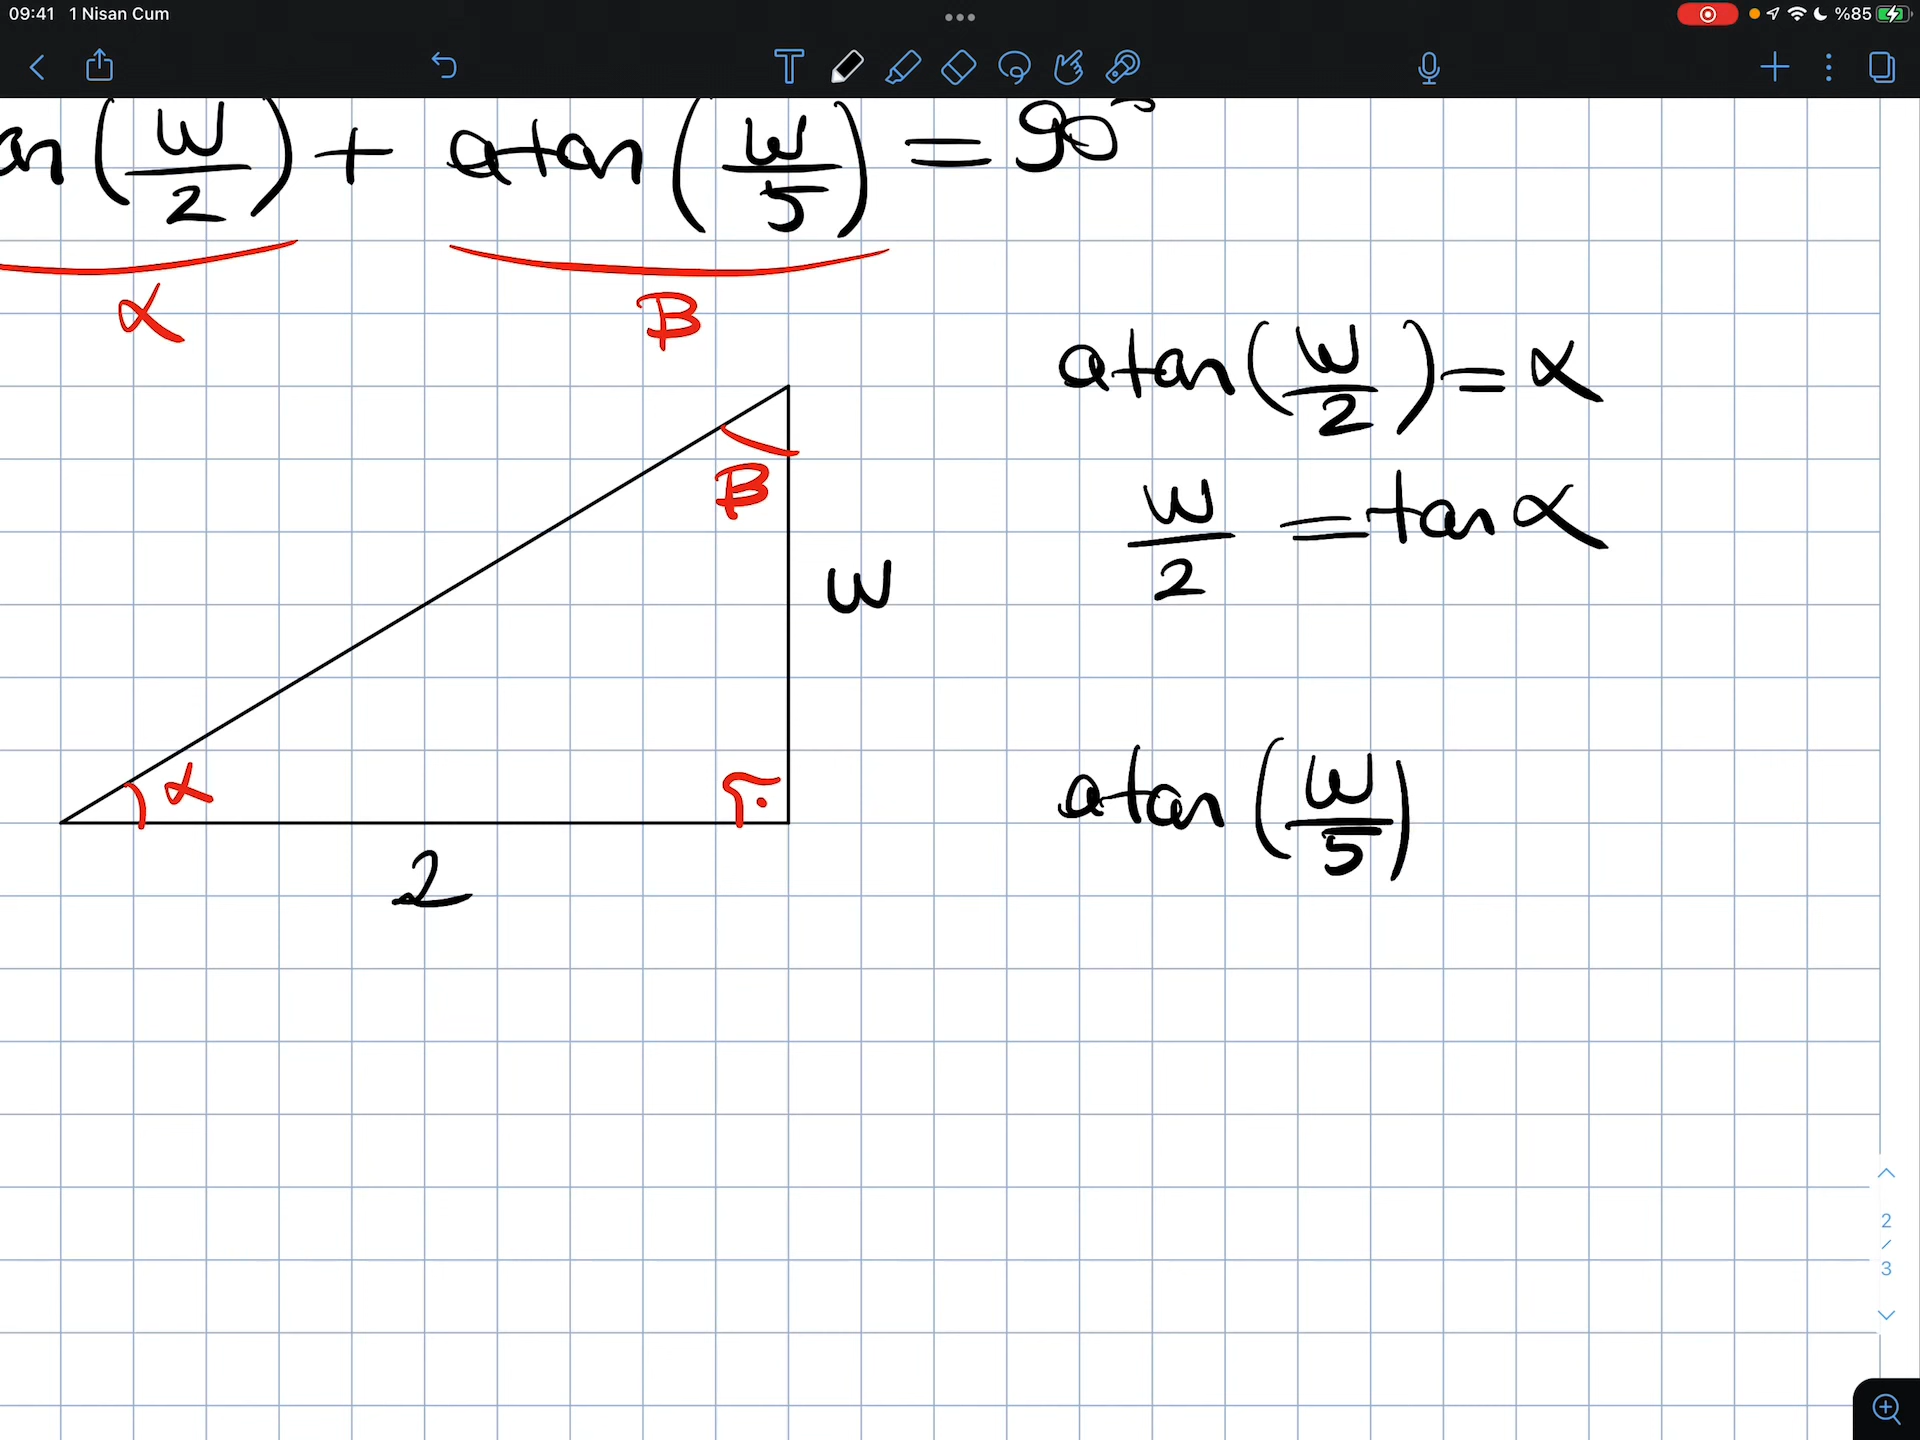 09:41 1 Nisan Cum
%85
an(W/2) + atan(W/5) = 90°
α
B
atan(W/2) = α
B
W/2 = tan α
W
α
atan(W/5)
2
2
/
3